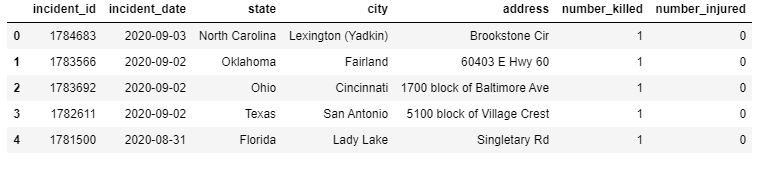 incident_id incident_date state city address number_killed number_injured
0 1784683 2020-09-03 North Carolina Lexington (Yadkin) Brookstone Cir 1 0
1 1783566 2020-09-02 Oklahoma Fairland 60403 E Hwy 60 1 0
2 1783692 2020-09-02 Ohio Cincinnati 1700 block of Baltimore Ave 1 0
3 1782611 2020-09-02 Texas San Antonio 5100 block of Village Crest 1 0
4 1781500 2020-08-31 Florida Lady Lake Singletary Rd 1 0